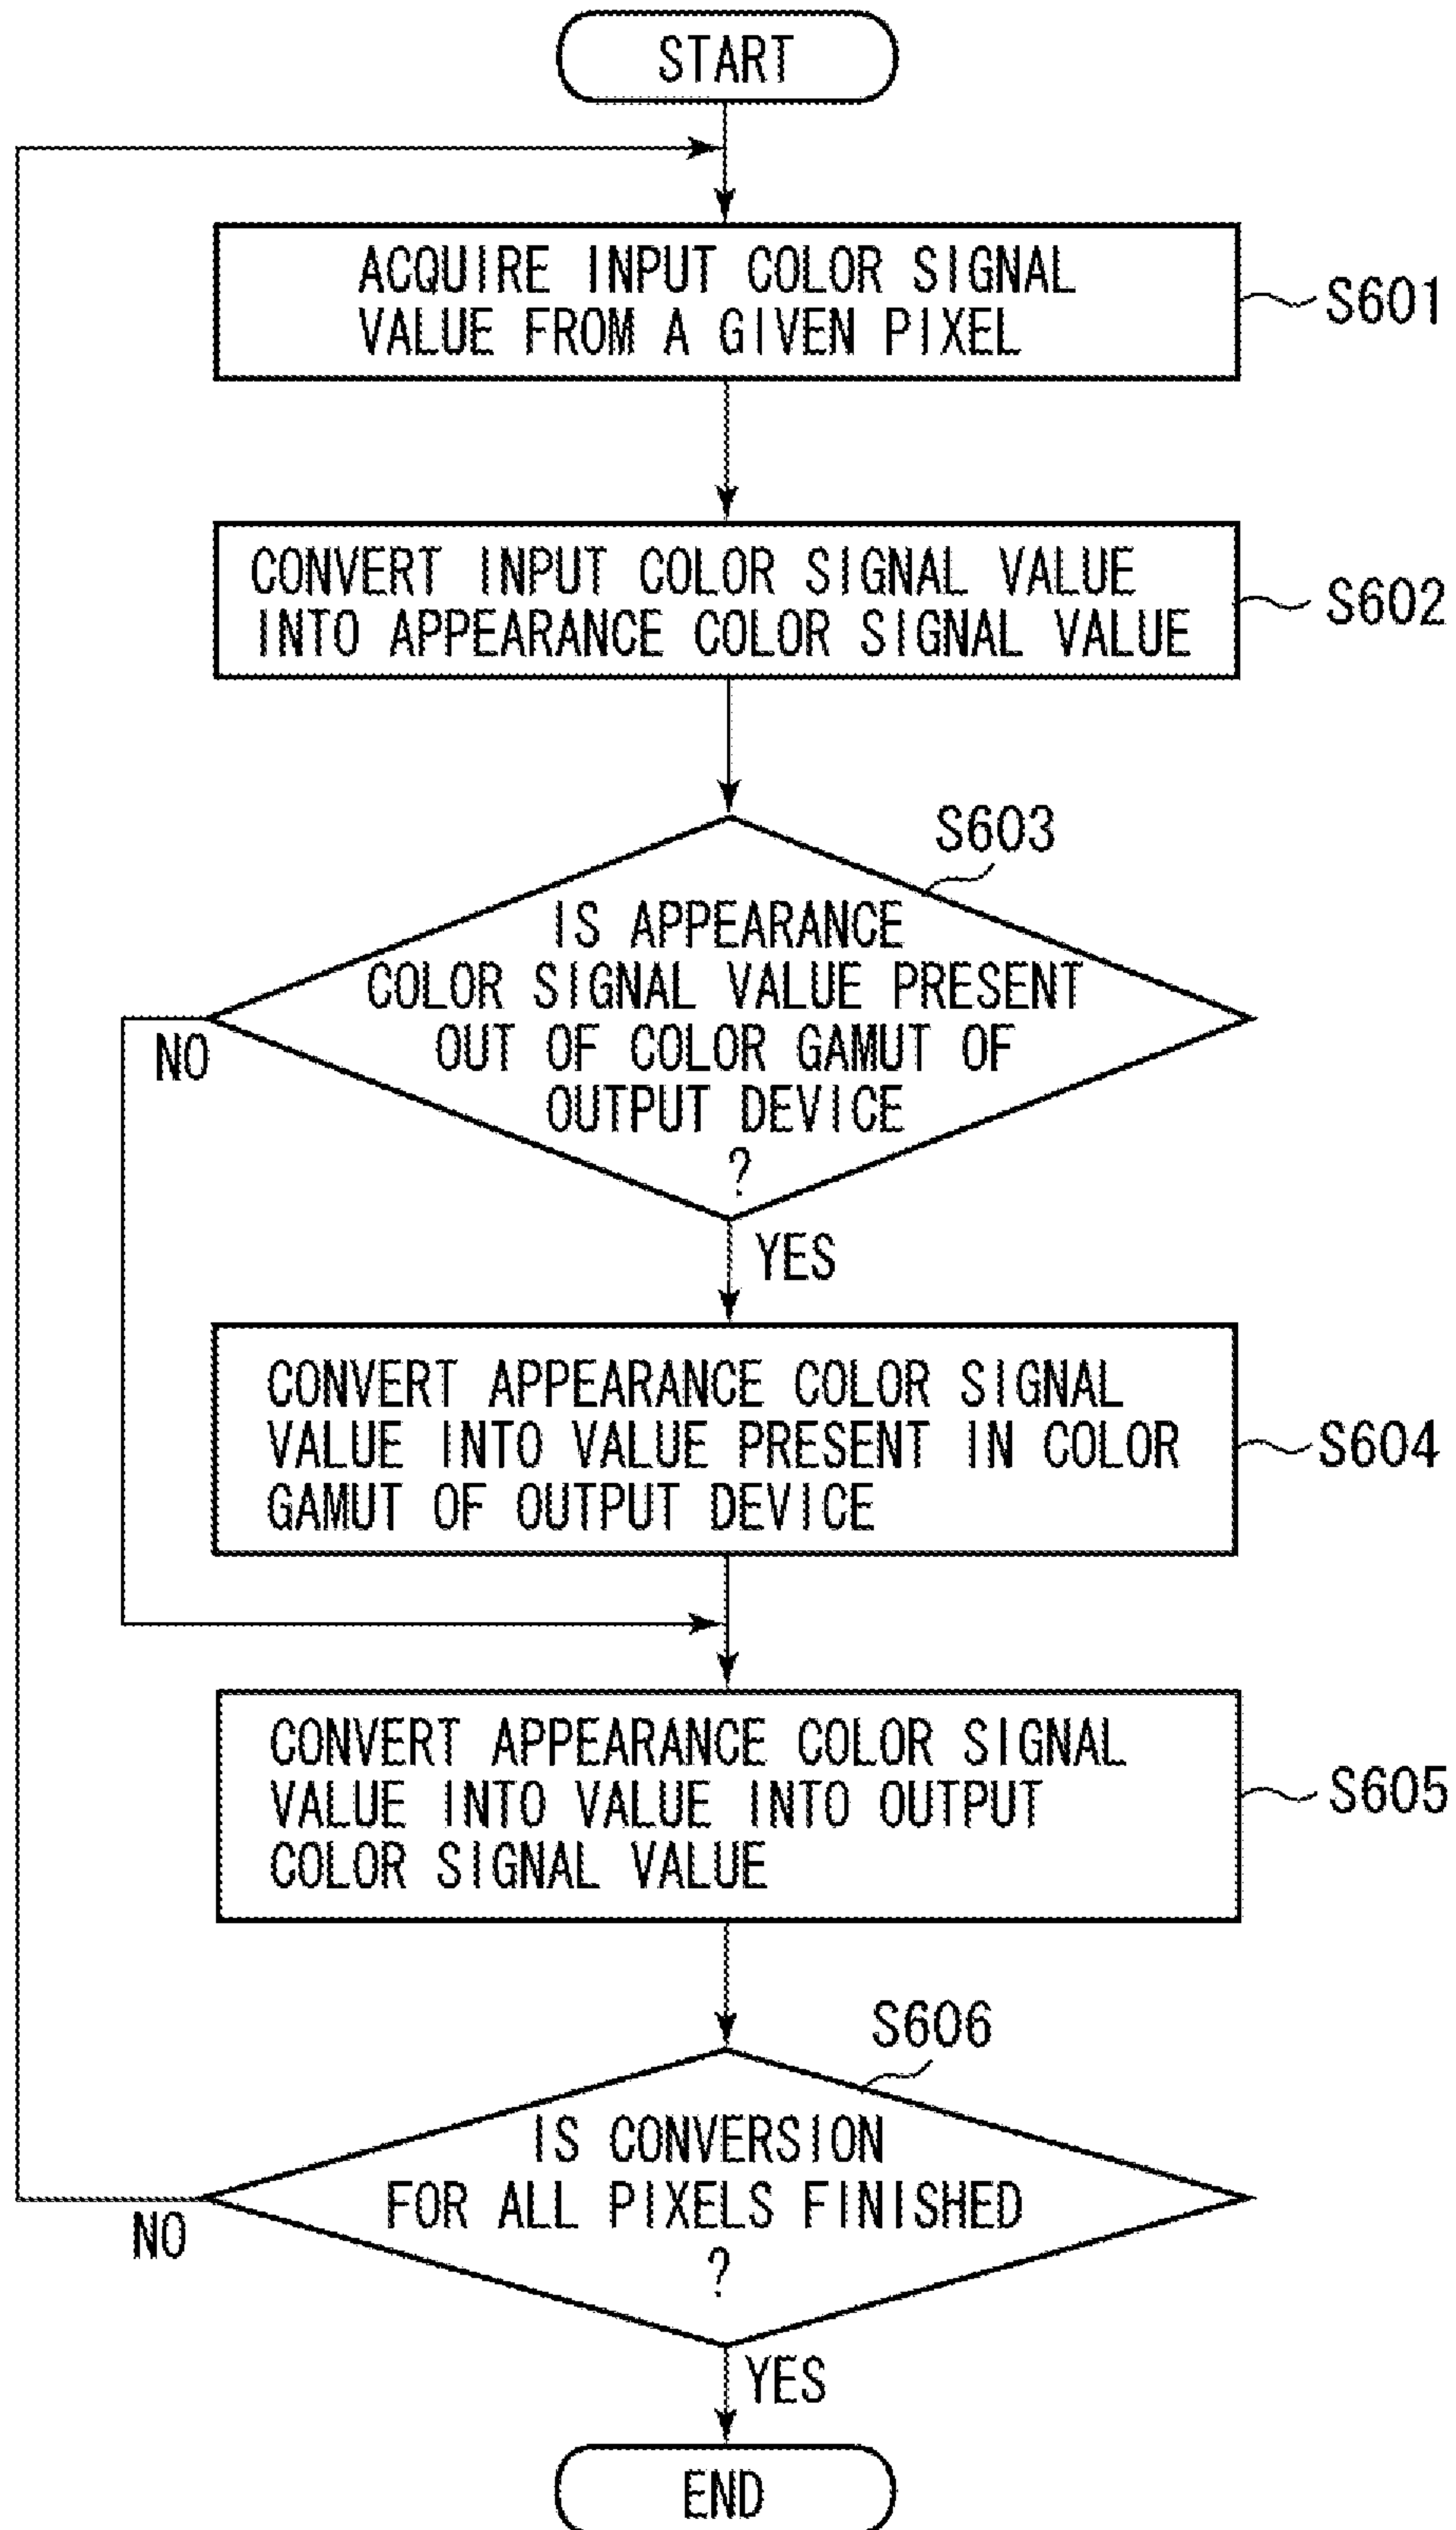 START
ACQUIRE INPUT COLOR SIGNAL
VALUE FROM A GIVEN PIXEL
S601
CONVERT INPUT COLOR SIGNAL VALUE
INTO APPEARANCE COLOR SIGNAL VALUE
S602
S603
IS APPEARANCE
COLOR SIGNAL VALUE PRESENT
OUT OF COLOR GAMUT OF
OUTPUT DEVICE
?
NO
YES
CONVERT APPEARANCE COLOR SIGNAL
VALUE INTO VALUE PRESENT IN COLOR
GAMUT OF OUTPUT DEVICE
S604
CONVERT APPEARANCE COLOR SIGNAL
VALUE INTO VALUE INTO OUTPUT
COLOR SIGNAL VALUE
S605
S606
IS CONVERSION
FOR ALL PIXELS FINISHED
?
NO
YES
END